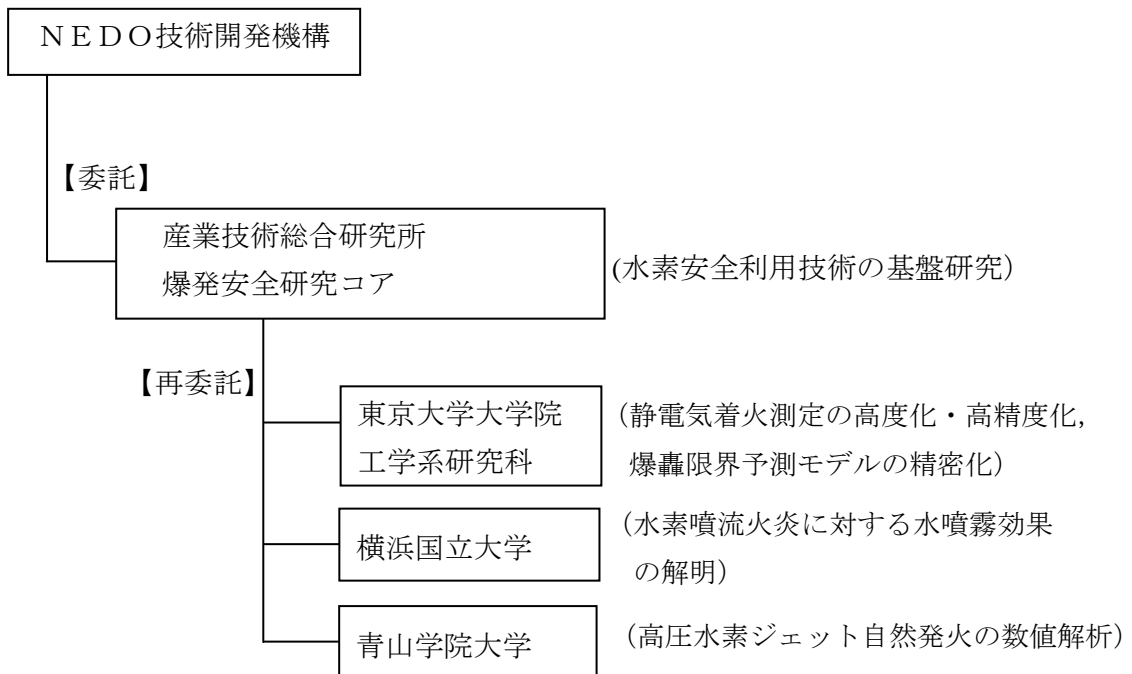 ＮＥＤＯ技術開発機構
【委託】
産業技術総合研究所
爆発安全研究コア
(水素安全利用技術の基盤研究）
【再委託】
東京大学大学院
工学系研究科
（静電気着火測定の高度化・高精度化,
爆轟限界予測モデルの精密化）
横浜国立大学
（水素噴流火炎に対する水噴霧効果
の解明）
青山学院大学
（高圧水素ジェット自然発火の数値解析）